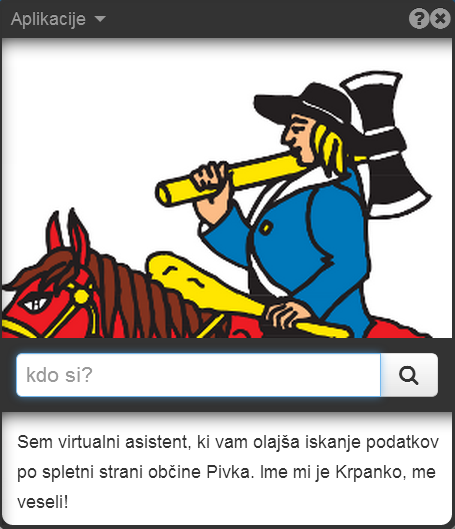 Aplikacije
kdo si?
Sem virtualni asistent, ki vam olajša iskanje podatkov
po spletni strani občine Pivka. Ime mi je Krpanko, me
veseli!